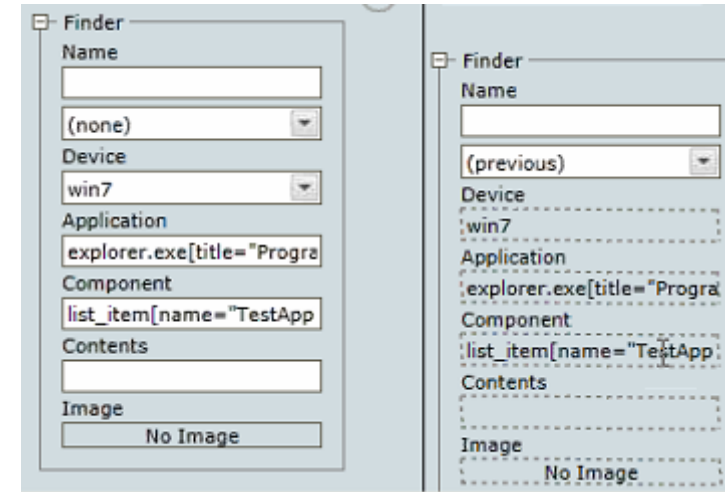 Finder
Name
(none)
Device
win7
Application
explorer.exe[title="Progra
Component
list_item[name="TestApp
Contents
Image
No Image
Finder
Name
(previous)
Device
win7
Application
explorer.exe[title="Progra
Component
list_item[name="TestApp
Contents
Image
No Image